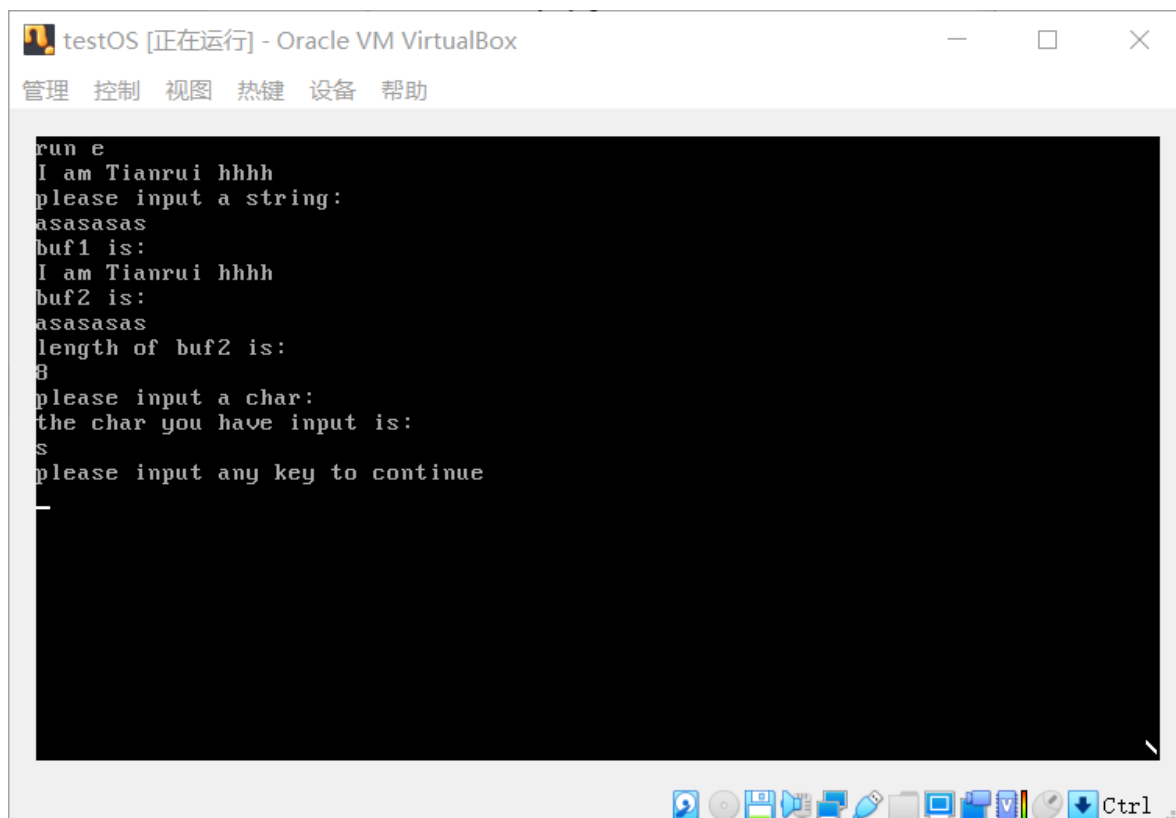 testOS [正在运行] - Oracle VM VirtualBox
管理 控制 视图 热键 设备 帮助
run e
I am Tianrui hhhh
please input a string:
asasasas
buf1 is:
I am Tianrui hhhh
buf2 is:
asasasas
length of buf2 is:
8
please input a char:
the char you have input is:
s
please input any key to continue
_
\
Ctrl